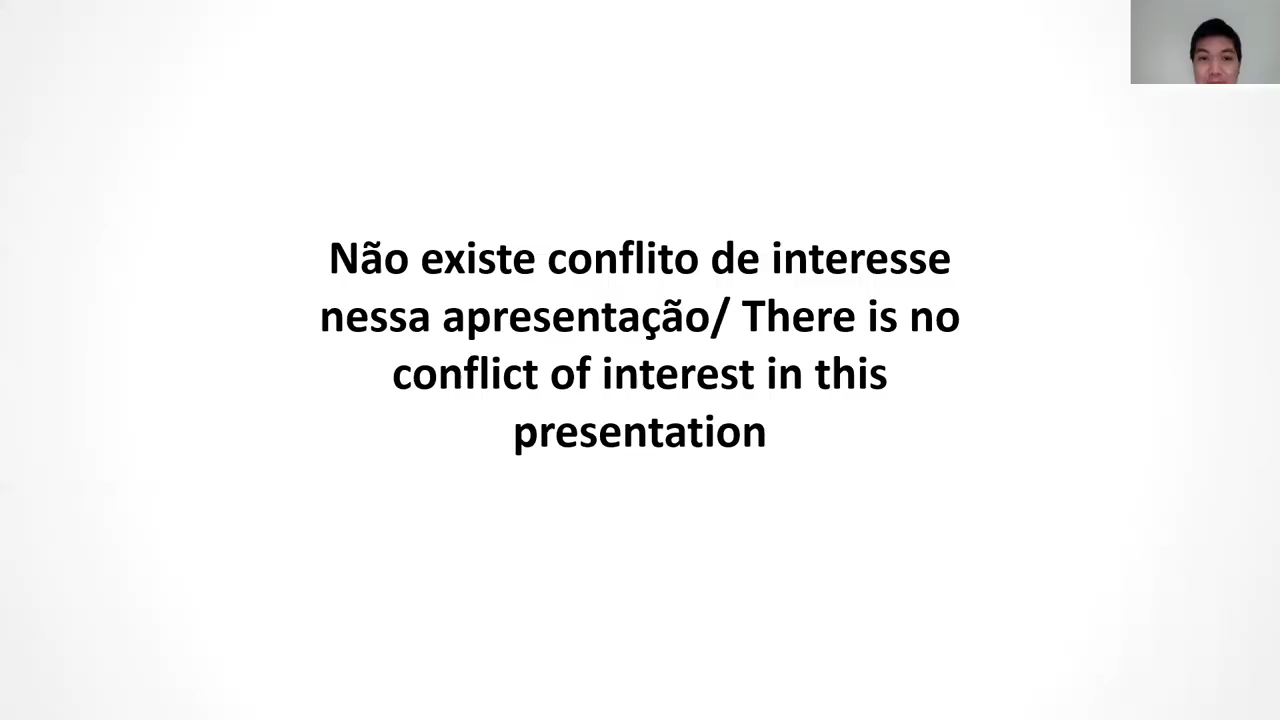 Não existe conflito de interesse
nessa apresentação/ There is no
conflict of interest in this
presentation